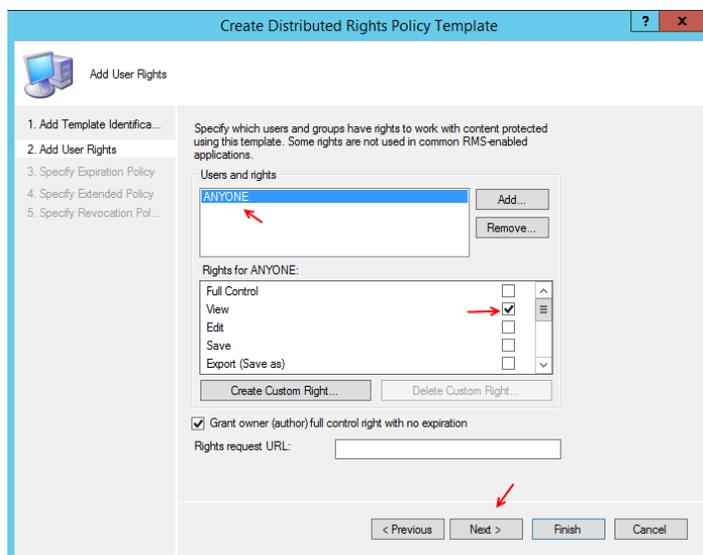 Create Distributed Rights Policy Template
? x
Add User Rights
1. Add Template Identifica...
2. Add User Rights
3. Specify Expiration Policy
4. Specify Extended Policy
5. Specify Revocation Pol...
Specify which users and groups have rights to work with content protected
using this template. Some rights are not used in common RMS-enabled
applications.
Users and rights
ANYONE
Add...
Remove...
Rights for ANYONE:
Full Control
View
Edit
Save
Export (Save as)
Create Custom Right...
Delete Custom Right...
Grant owner (author) full control right with no expiration
Rights request URL:
< Previous
Next >
Finish
Cancel